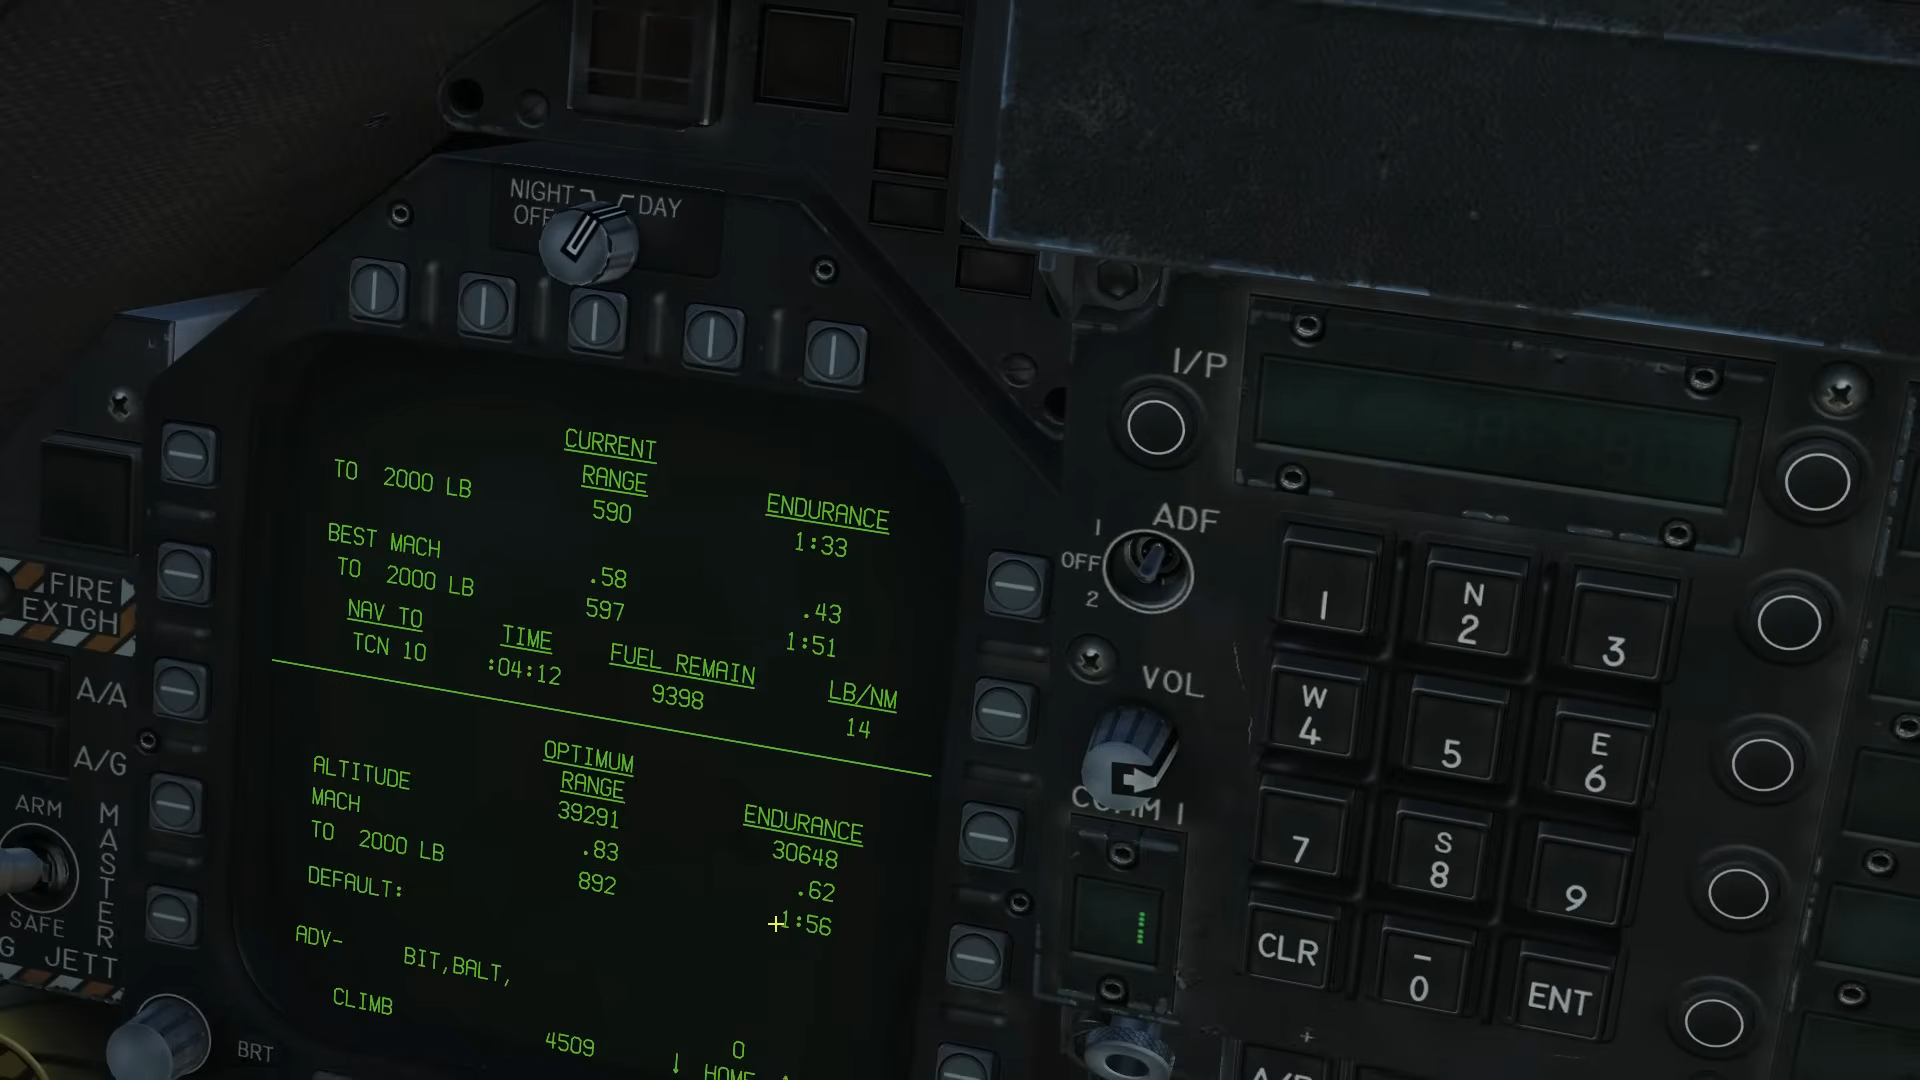 NIGHT DAY
OFF
CURRENT
RANGE ENDURANCE
TO 2000 LB 590 1:33
BEST MACH .58 .43
TO 2000 LB 597 1:51
NAV TO TIME FUEL REMAIN LB/NM
TCN 10 :04:12 9398 14
OPTIMUM
RANGE ENDURANCE
ALTITUDE 39291 30648
MACH .83 .62
TO 2000 LB 892 1:56
DEFAULT:
ADV- BIT,BALT,
CLIMB 4509 0
HOME
FIRE
EXTGH
A/A
A/G
ARM
MASTER
SAFE
G JETT
BRT
I/P
ADF
1
OFF
2
VOL
COMM 1
1
N
2
3
W
4
5
E
6
7
S
8
9
CLR
-
0
ENT
+